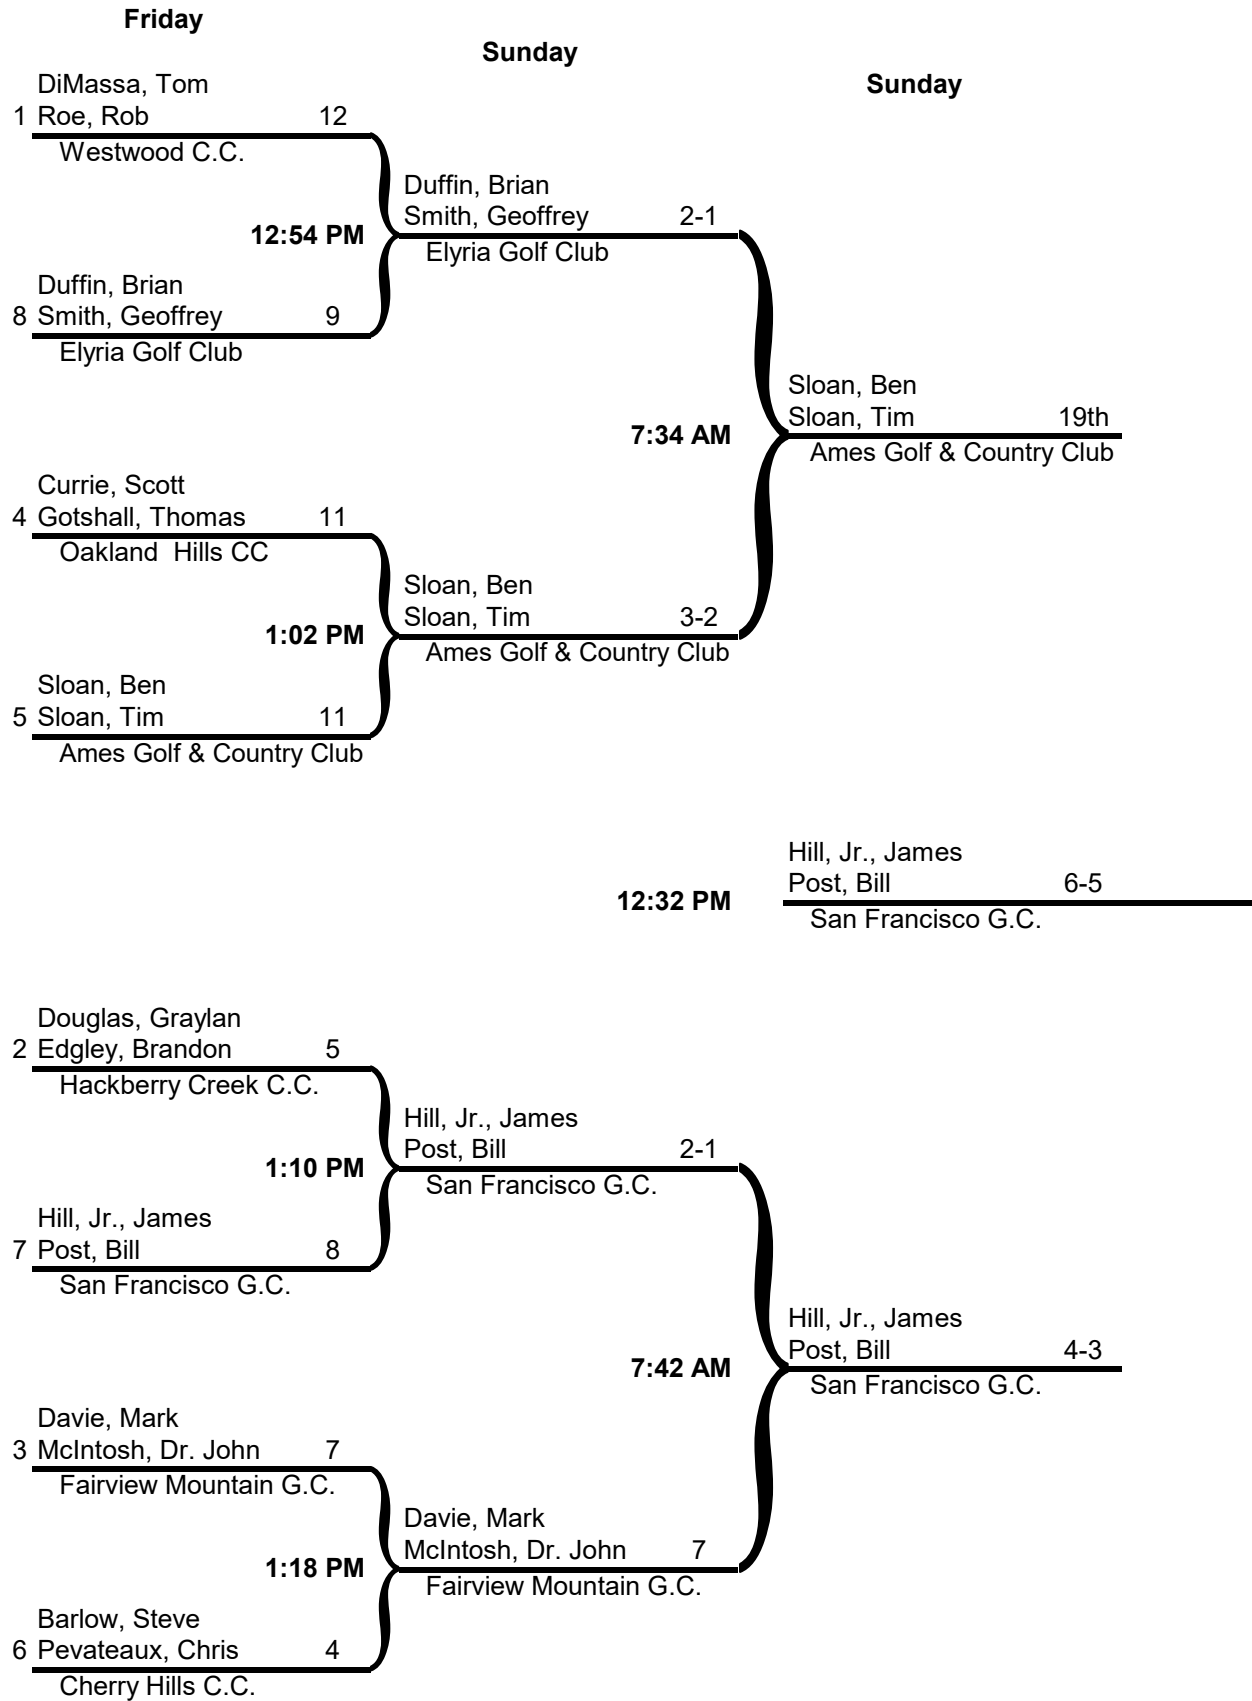 Friday
Sunday
Sunday
DiMassa, Tom
1 Roe, Rob 12
Westwood C.C.
Duffin, Brian
Smith, Geoffrey 2-1
Elyria Golf Club
12:54 PM
Duffin, Brian
8 Smith, Geoffrey 9
Elyria Golf Club
Sloan, Ben
Sloan, Tim 19th
Ames Golf & Country Club
7:34 AM
Currie, Scott
4 Gotshall, Thomas 11
Oakland Hills CC
Sloan, Ben
Sloan, Tim 3-2
Ames Golf & Country Club
1:02 PM
Sloan, Ben
5 Sloan, Tim 11
Ames Golf & Country Club
Hill, Jr., James
Post, Bill 6-5
San Francisco G.C.
12:32 PM
Douglas, Graylan
2 Edgley, Brandon 5
Hackberry Creek C.C.
Hill, Jr., James
Post, Bill 2-1
San Francisco G.C.
1:10 PM
Hill, Jr., James
7 Post, Bill 8
San Francisco G.C.
Hill, Jr., James
Post, Bill 4-3
San Francisco G.C.
7:42 AM
Davie, Mark
3 McIntosh, Dr. John 7
Fairview Mountain G.C.
Davie, Mark
McIntosh, Dr. John 7
Fairview Mountain G.C.
1:18 PM
Barlow, Steve
6 Pevateaux, Chris 4
Cherry Hills C.C.